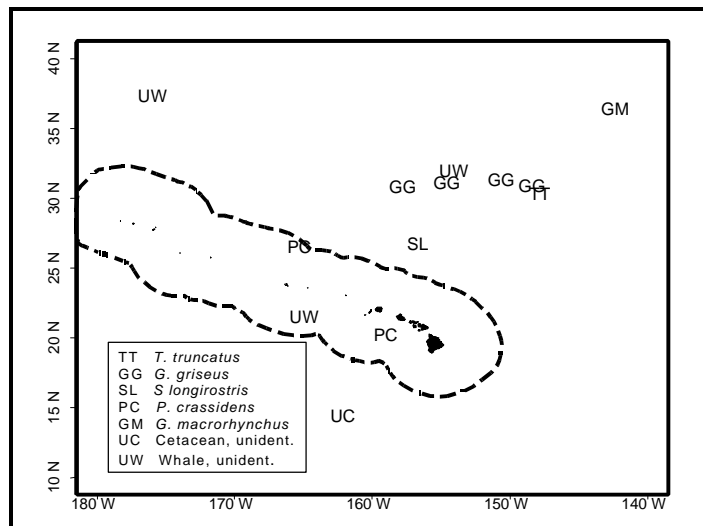 40 N
UW
GM
35 N
UW
GG GG GG GG
TT
30 N
SL
PC
25 N
UW
PC
20 N
TT T. truncatus
GG G. griseus
SL S longirostris
PC P. crassidens
GM G. macrorhynchus
UC Cetacean, unident.
UW Whale, unident.
UC
15 N
10 N
180°W 170°W 160°W 150°W 140°W